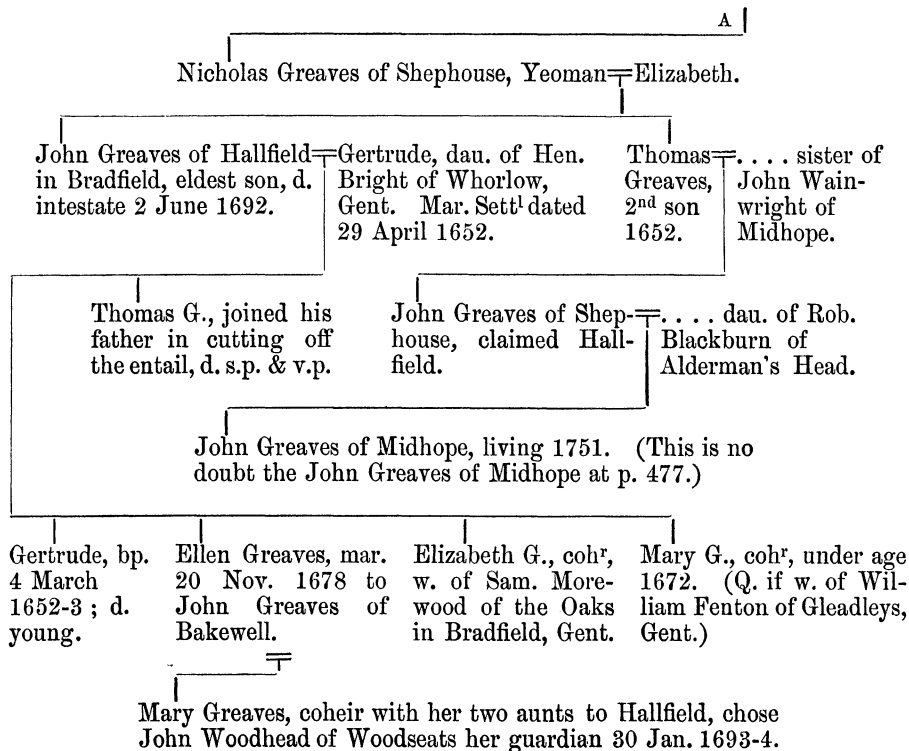 A
Nicholas Greaves of Shephouse, Yeoman=Elizabeth.
John Greaves of Hallfield=
in Bradfield, eldest son, d.
intestate 2 June 1692.
Gertrude, dau. of Hen.
Bright of Whorlow,
Gent. Mar. Settˡ dated
29 April 1652.
Thomas=
Greaves,
2ⁿᵈ son
1652.
. . . . sister of
John Wain-
wright of
Midhope.
Thomas G., joined his
father in cutting off
the entail, d. s.p. & v.p.
John Greaves of Shep-=
house, claimed Hall-
field.
. . . . dau. of Rob.
Blackburn of
Alderman's Head.
John Greaves of Midhope, living 1751. (This is no
doubt the John Greaves of Midhope at p. 477.)
Gertrude, bp.
4 March
1652-3 ; d.
young.
Ellen Greaves, mar.
20 Nov. 1678 to
John Greaves of
Bakewell.
=
Elizabeth G., cohʳ,
w. of Sam. More-
wood of the Oaks
in Bradfield, Gent.
Mary G., cohʳ, under age
1672. (Q. if w. of Wil-
liam Fenton of Gleadleys,
Gent.)
Mary Greaves, coheir with her two aunts to Hallfield, chose
John Woodhead of Woodseats her guardian 30 Jan. 1693-4.